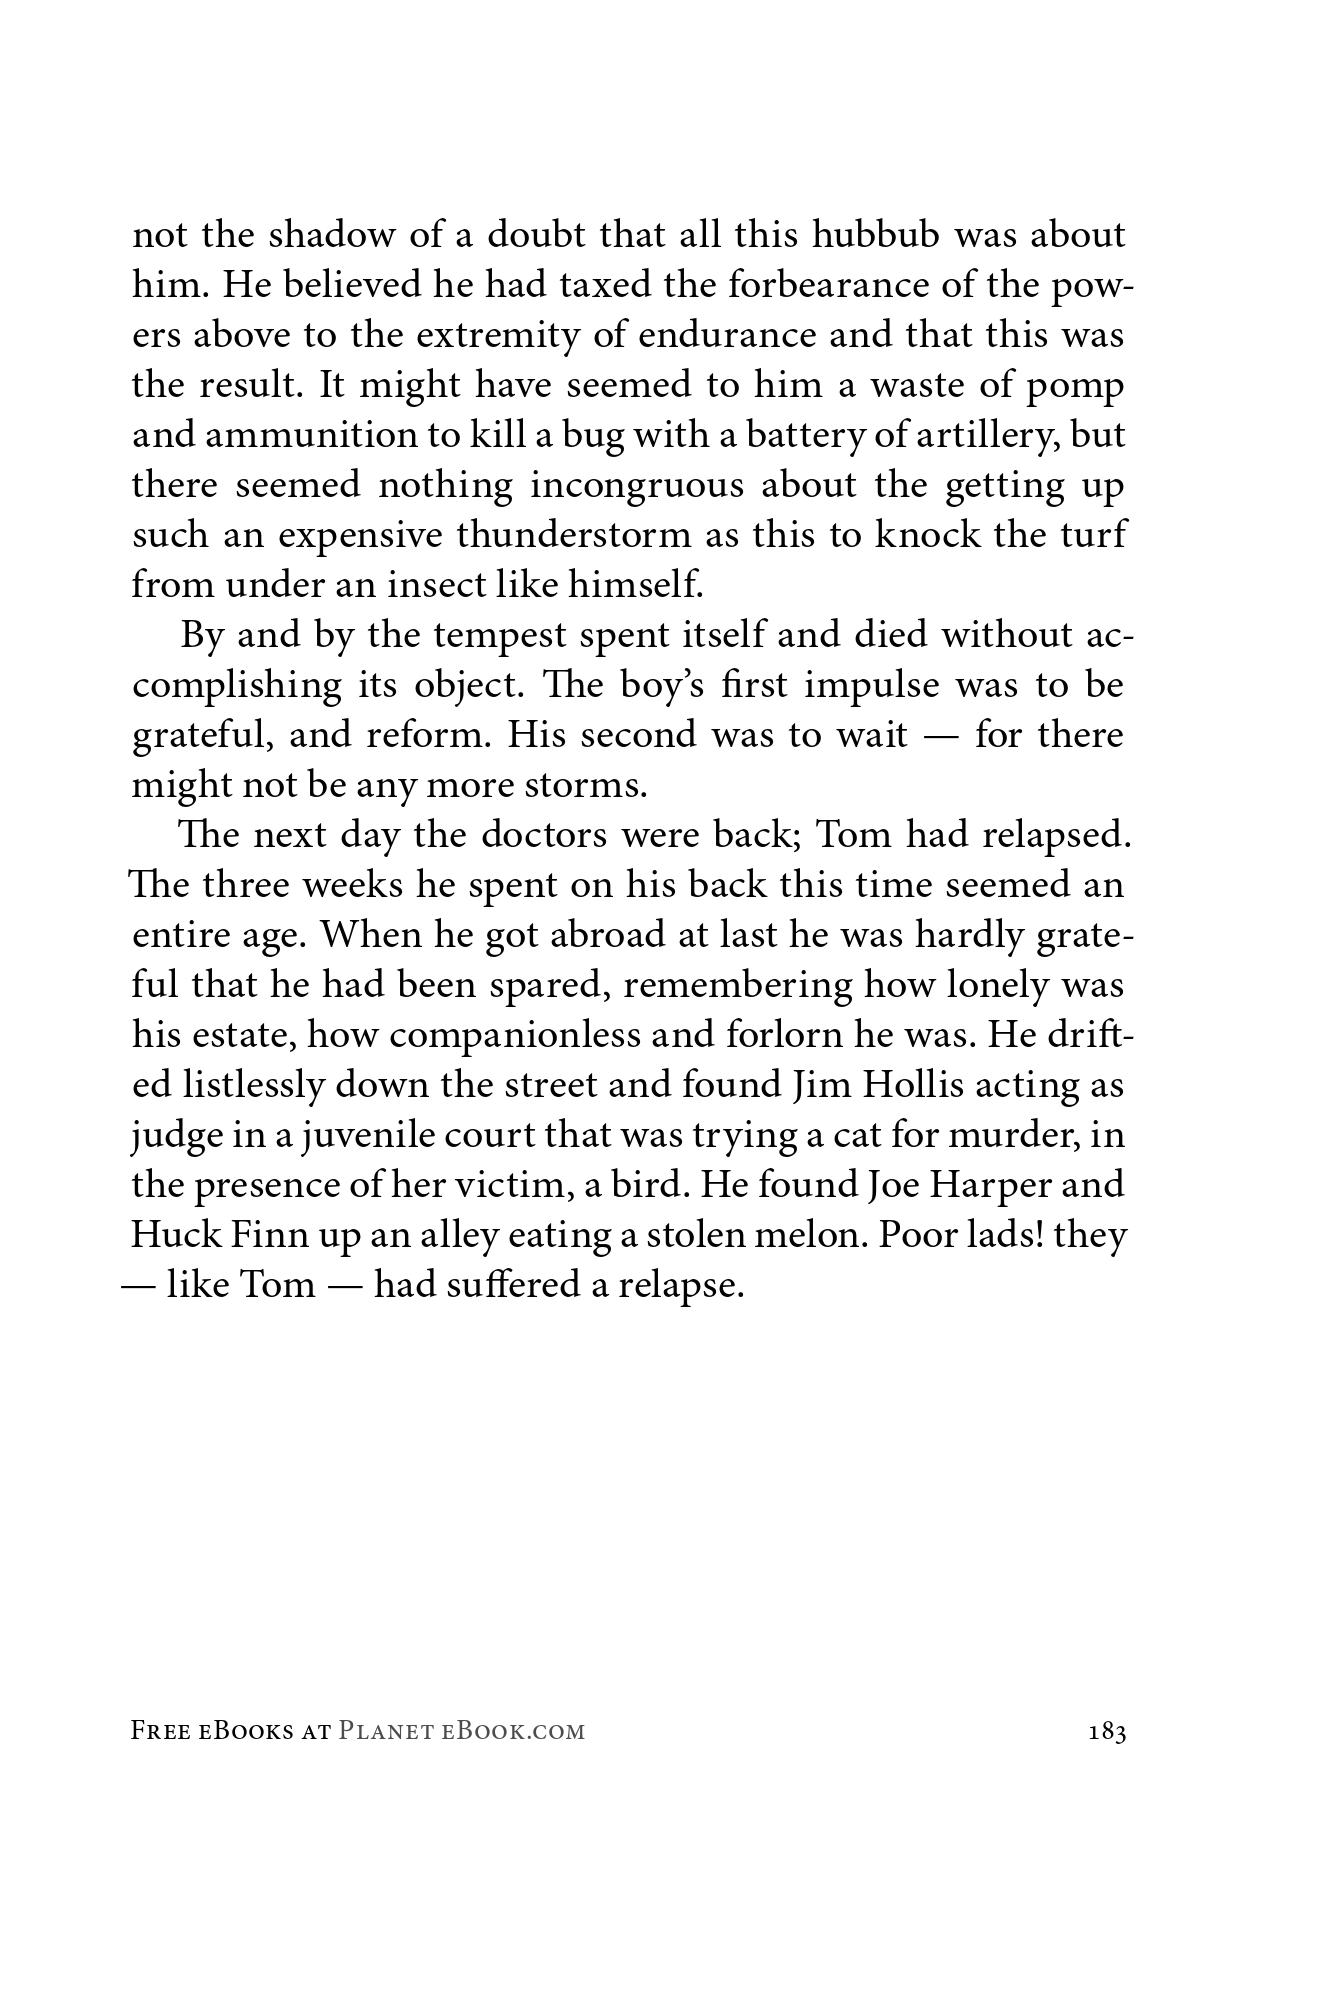 not the shadow of a doubt that all this hubbub was about
him. He believed he had taxed the forbearance of the pow-
ers above to the extremity of endurance and that this was
the result. It might have seemed to him a waste of pomp
and ammunition to kill a bug with a battery of artillery, but
there seemed nothing incongruous about the getting up
such an expensive thunderstorm as this to knock the turf
from under an insect like himself.
By and by the tempest spent itself and died without ac-
complishing its object. The boy’s first impulse was to be
grateful, and reform. His second was to wait — for there
might not be any more storms.
The next day the doctors were back; Tom had relapsed.
The three weeks he spent on his back this time seemed an
entire age. When he got abroad at last he was hardly grate-
ful that he had been spared, remembering how lonely was
his estate, how companionless and forlorn he was. He drift-
ed listlessly down the street and found Jim Hollis acting as
judge in a juvenile court that was trying a cat for murder, in
the presence of her victim, a bird. He found Joe Harper and
Huck Finn up an alley eating a stolen melon. Poor lads! they
— like Tom — had suffered a relapse.
Free eBooks at Planet eBook.com 183